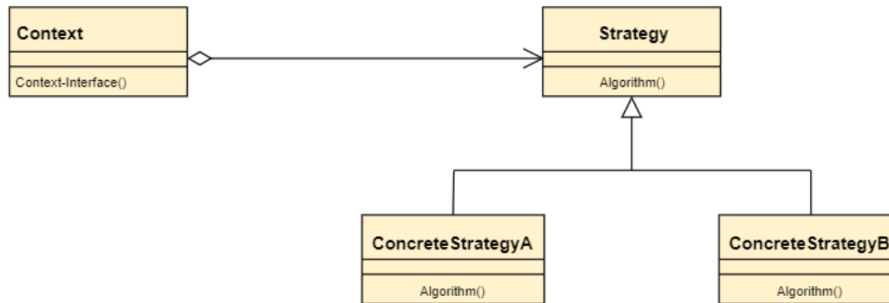 Context
Context-Interface()
Strategy
Algorithm()
ConcreteStrategyA
Algorithm()
ConcreteStrategyB
Algorithm()